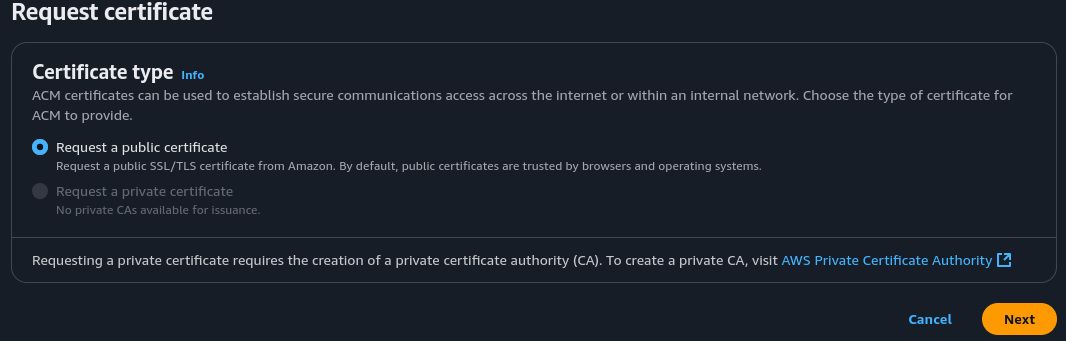 Request certificate
Certificate type Info
ACM certificates can be used to establish secure communications access across the internet or within an internal network. Choose the type of certificate for
ACM to provide.
Request a public certificate
Request a public SSL/TLS certificate from Amazon. By default, public certificates are trusted by browsers and operating systems.
Request a private certificate
No private CAs available for issuance.
Requesting a private certificate requires the creation of a private certificate authority (CA). To create a private CA, visit AWS Private Certificate Authority
Cancel Next